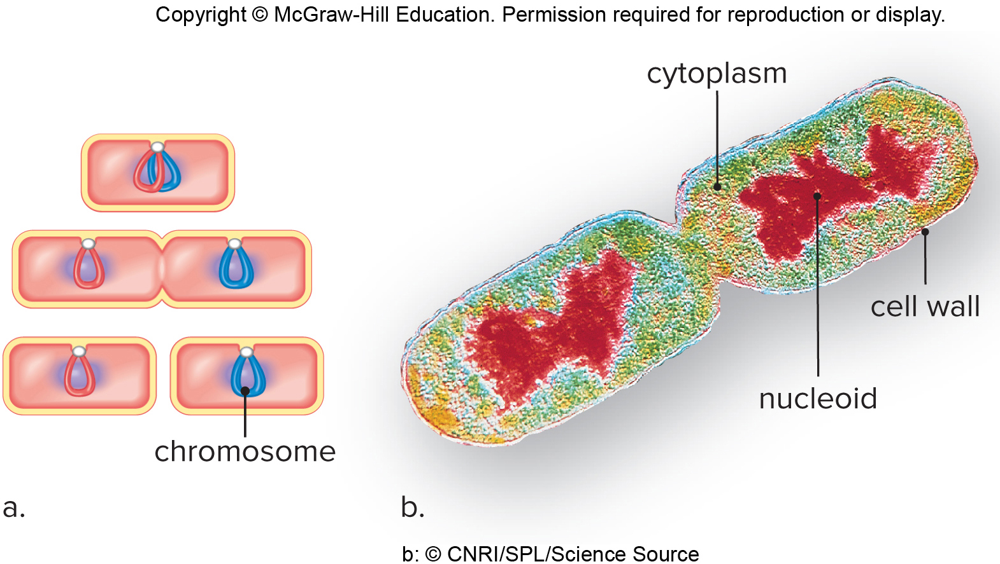 Copyright © McGraw-Hill Education. Permission required for reproduction or display.
cytoplasm
cell wall
nucleoid
chromosome
a.
b.
b: © CNRI/SPL/Science Source